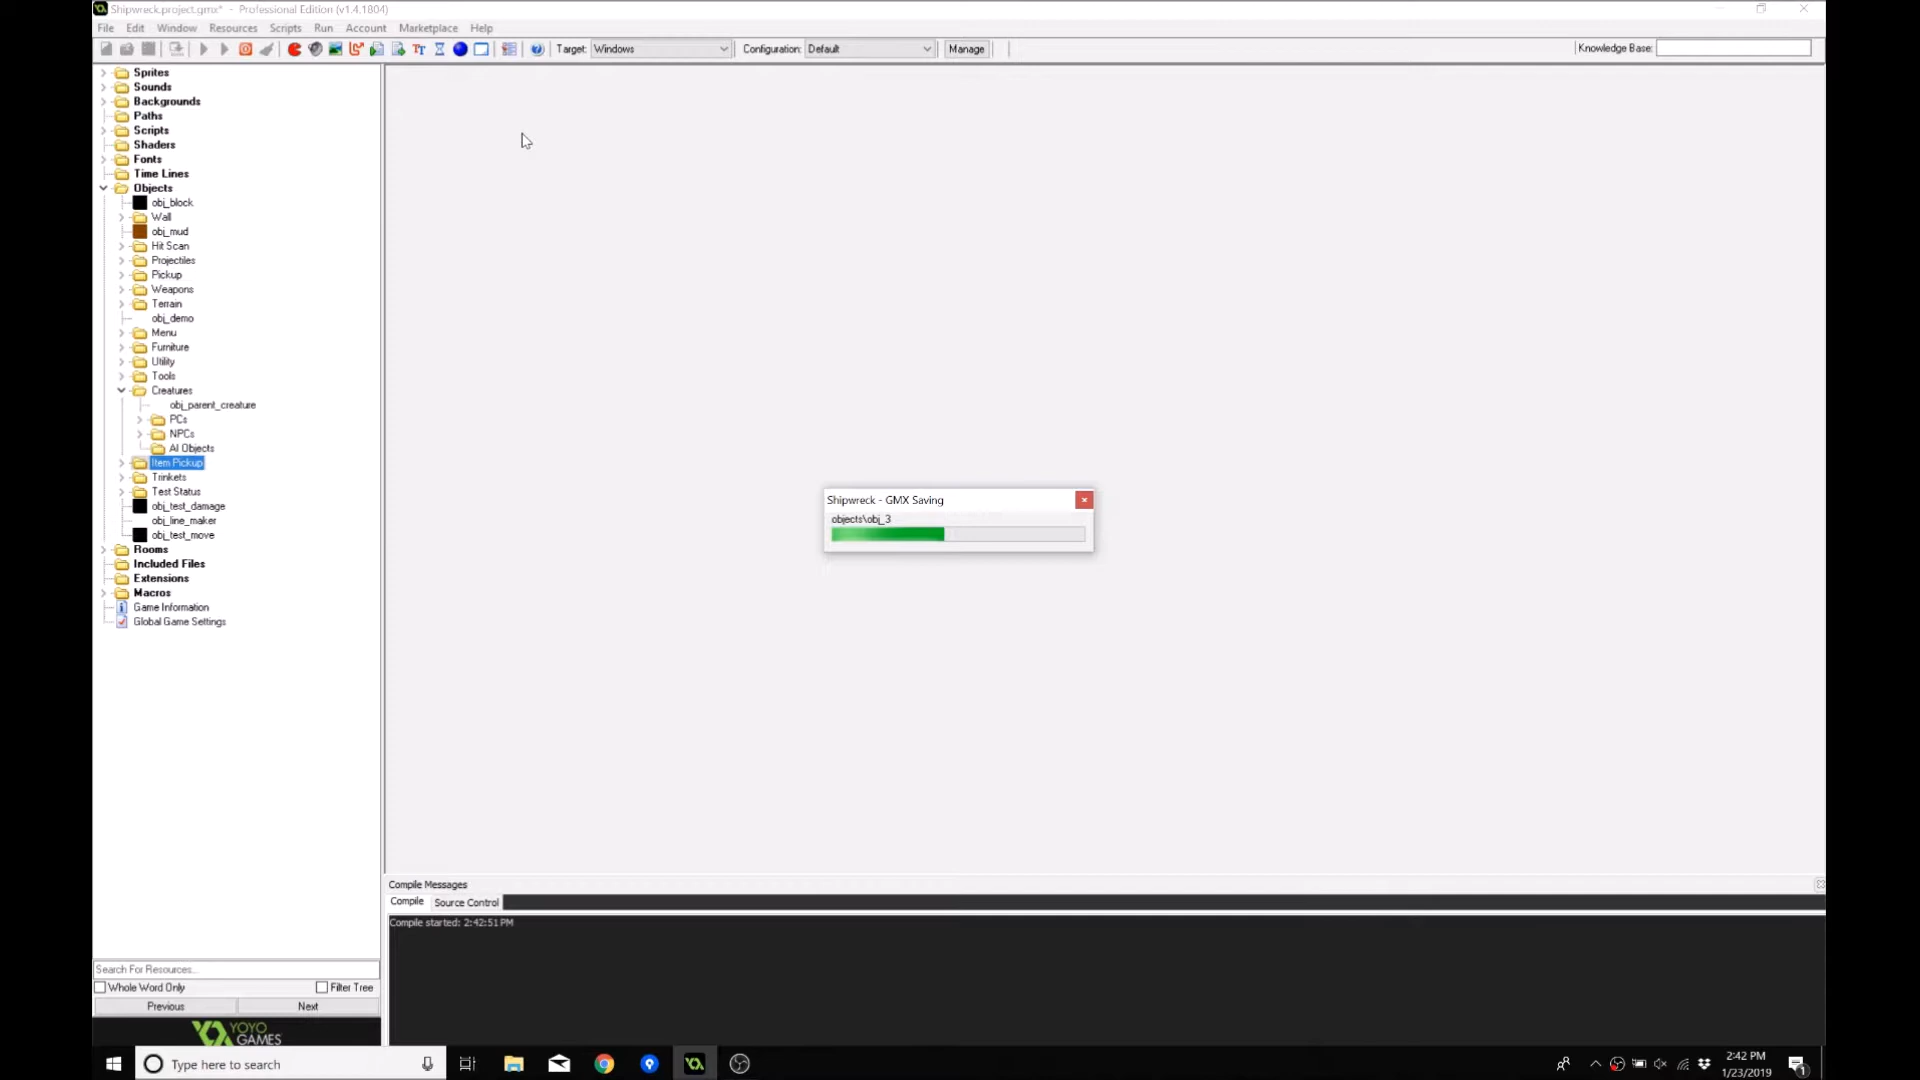 Shipwreck.project.gmx* - Professional Edition (v1.4.1804)
File Edit Window Resources Scripts Run Account Marketplace Help
Target: Windows Configuration: Default Manage Knowledge Base:
Sprites
Sounds
Backgrounds
Paths
Scripts
Shaders
Fonts
Time Lines
Objects
obj_block
Wall
obj_mud
Hit Scan
Projectiles
Pickup
Weapons
Terrain
obj_demo
Menu
Furniture
Utility
Tools
Creatures
obj_parent_creature
PCs
NPCs
AI Objects
Item Pickup
Trinkets
Test Status
obj_test_damage
obj_line_maker
obj_test_move
Rooms
Included Files
Extensions
Macros
Game Information
Global Game Settings
Shipwreck - GMX Saving
objects\obj_3
Compile Messages
Compile Source Control
Compile started: 2:42:51 PM
Search For Resources...
Whole Word Only Filter Tree
Previous Next
YOYO
GAMES
Type here to search
2:42 PM
1/23/2019
1